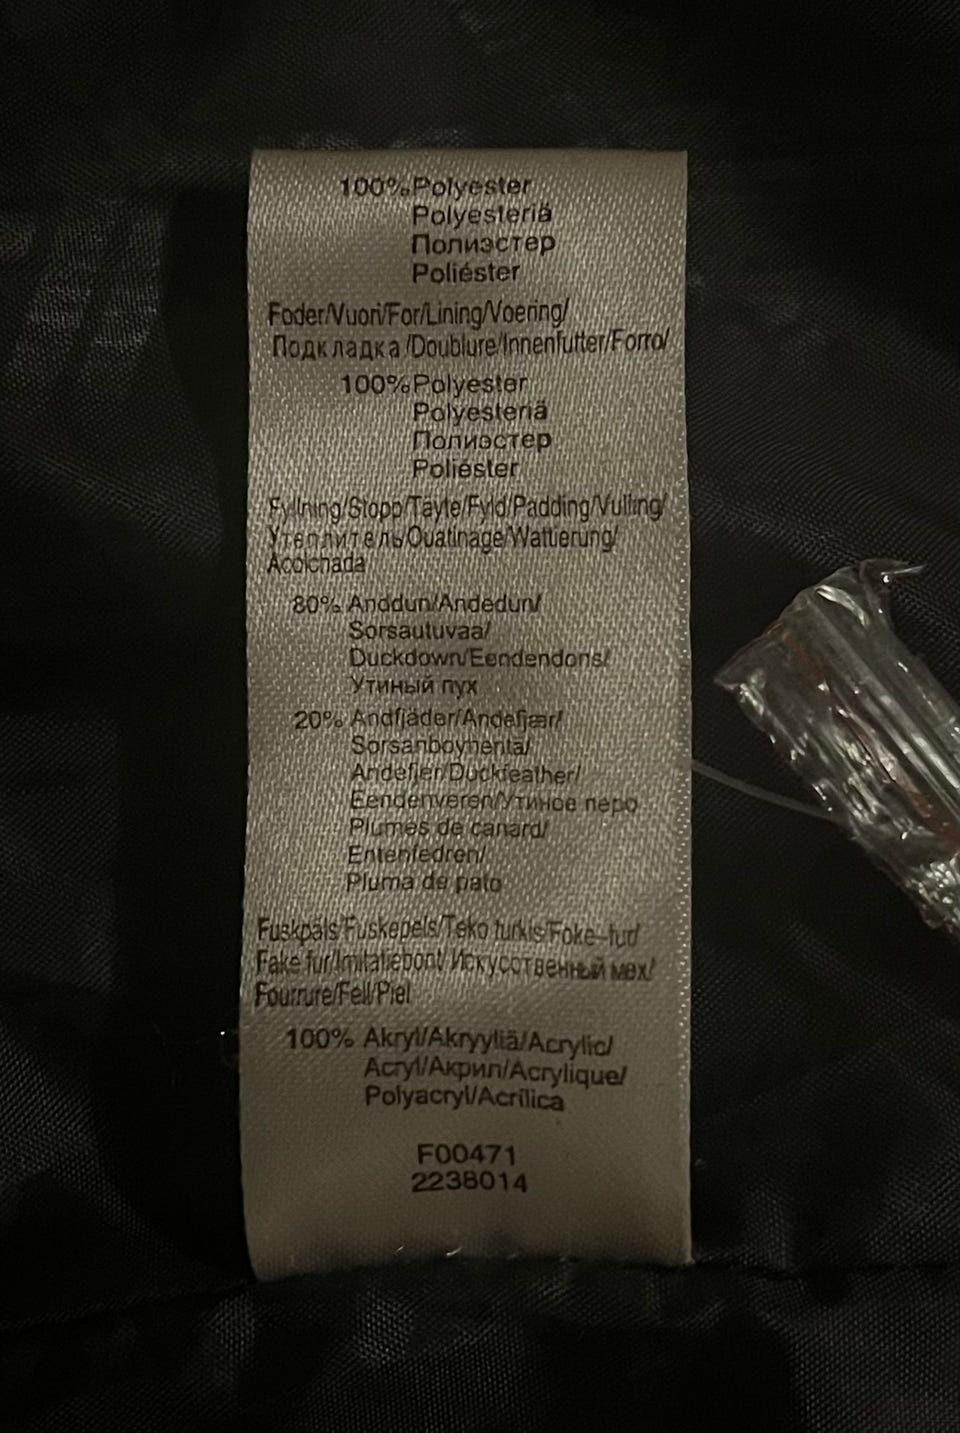 100% Polyester
Polyesteriä
Полиэстер
Poliéster
Foder/Vuori/For/Lining/Voering/
Подкладка/Doublure/Innenfutter/Forro/
100% Polyester
Polyesteriä
Полиэстер
Poliéster
Fyllning/Stopp/Täyte/Fyld/Padding/Vulling/
Утеплитель/Ouatinage/Wattierung/
Acolchada
80% Anddun/Andedun/
Sorsautuvaa/
Duckdown/Eendendons/
Утиный пух
20% Andfjäder/Andefjær/
Sorsanhöyhentä/
Andefjer/Duckfeather/
Eendenveren/Утиное перо
Plumes de canard/
Entenfedren/
Pluma de pato
Fuskpäls/Fuskepels/Teko turkis/Foke-fur/
Fake fur/Imitatiebont/Искусственный мех/
Fourrure/Fell/Piel
100% Akryl/Akryyliä/Acrylic/
Acryl/Акрил/Acrylique/
Polyacryl/Acrílica
F00471
2238014